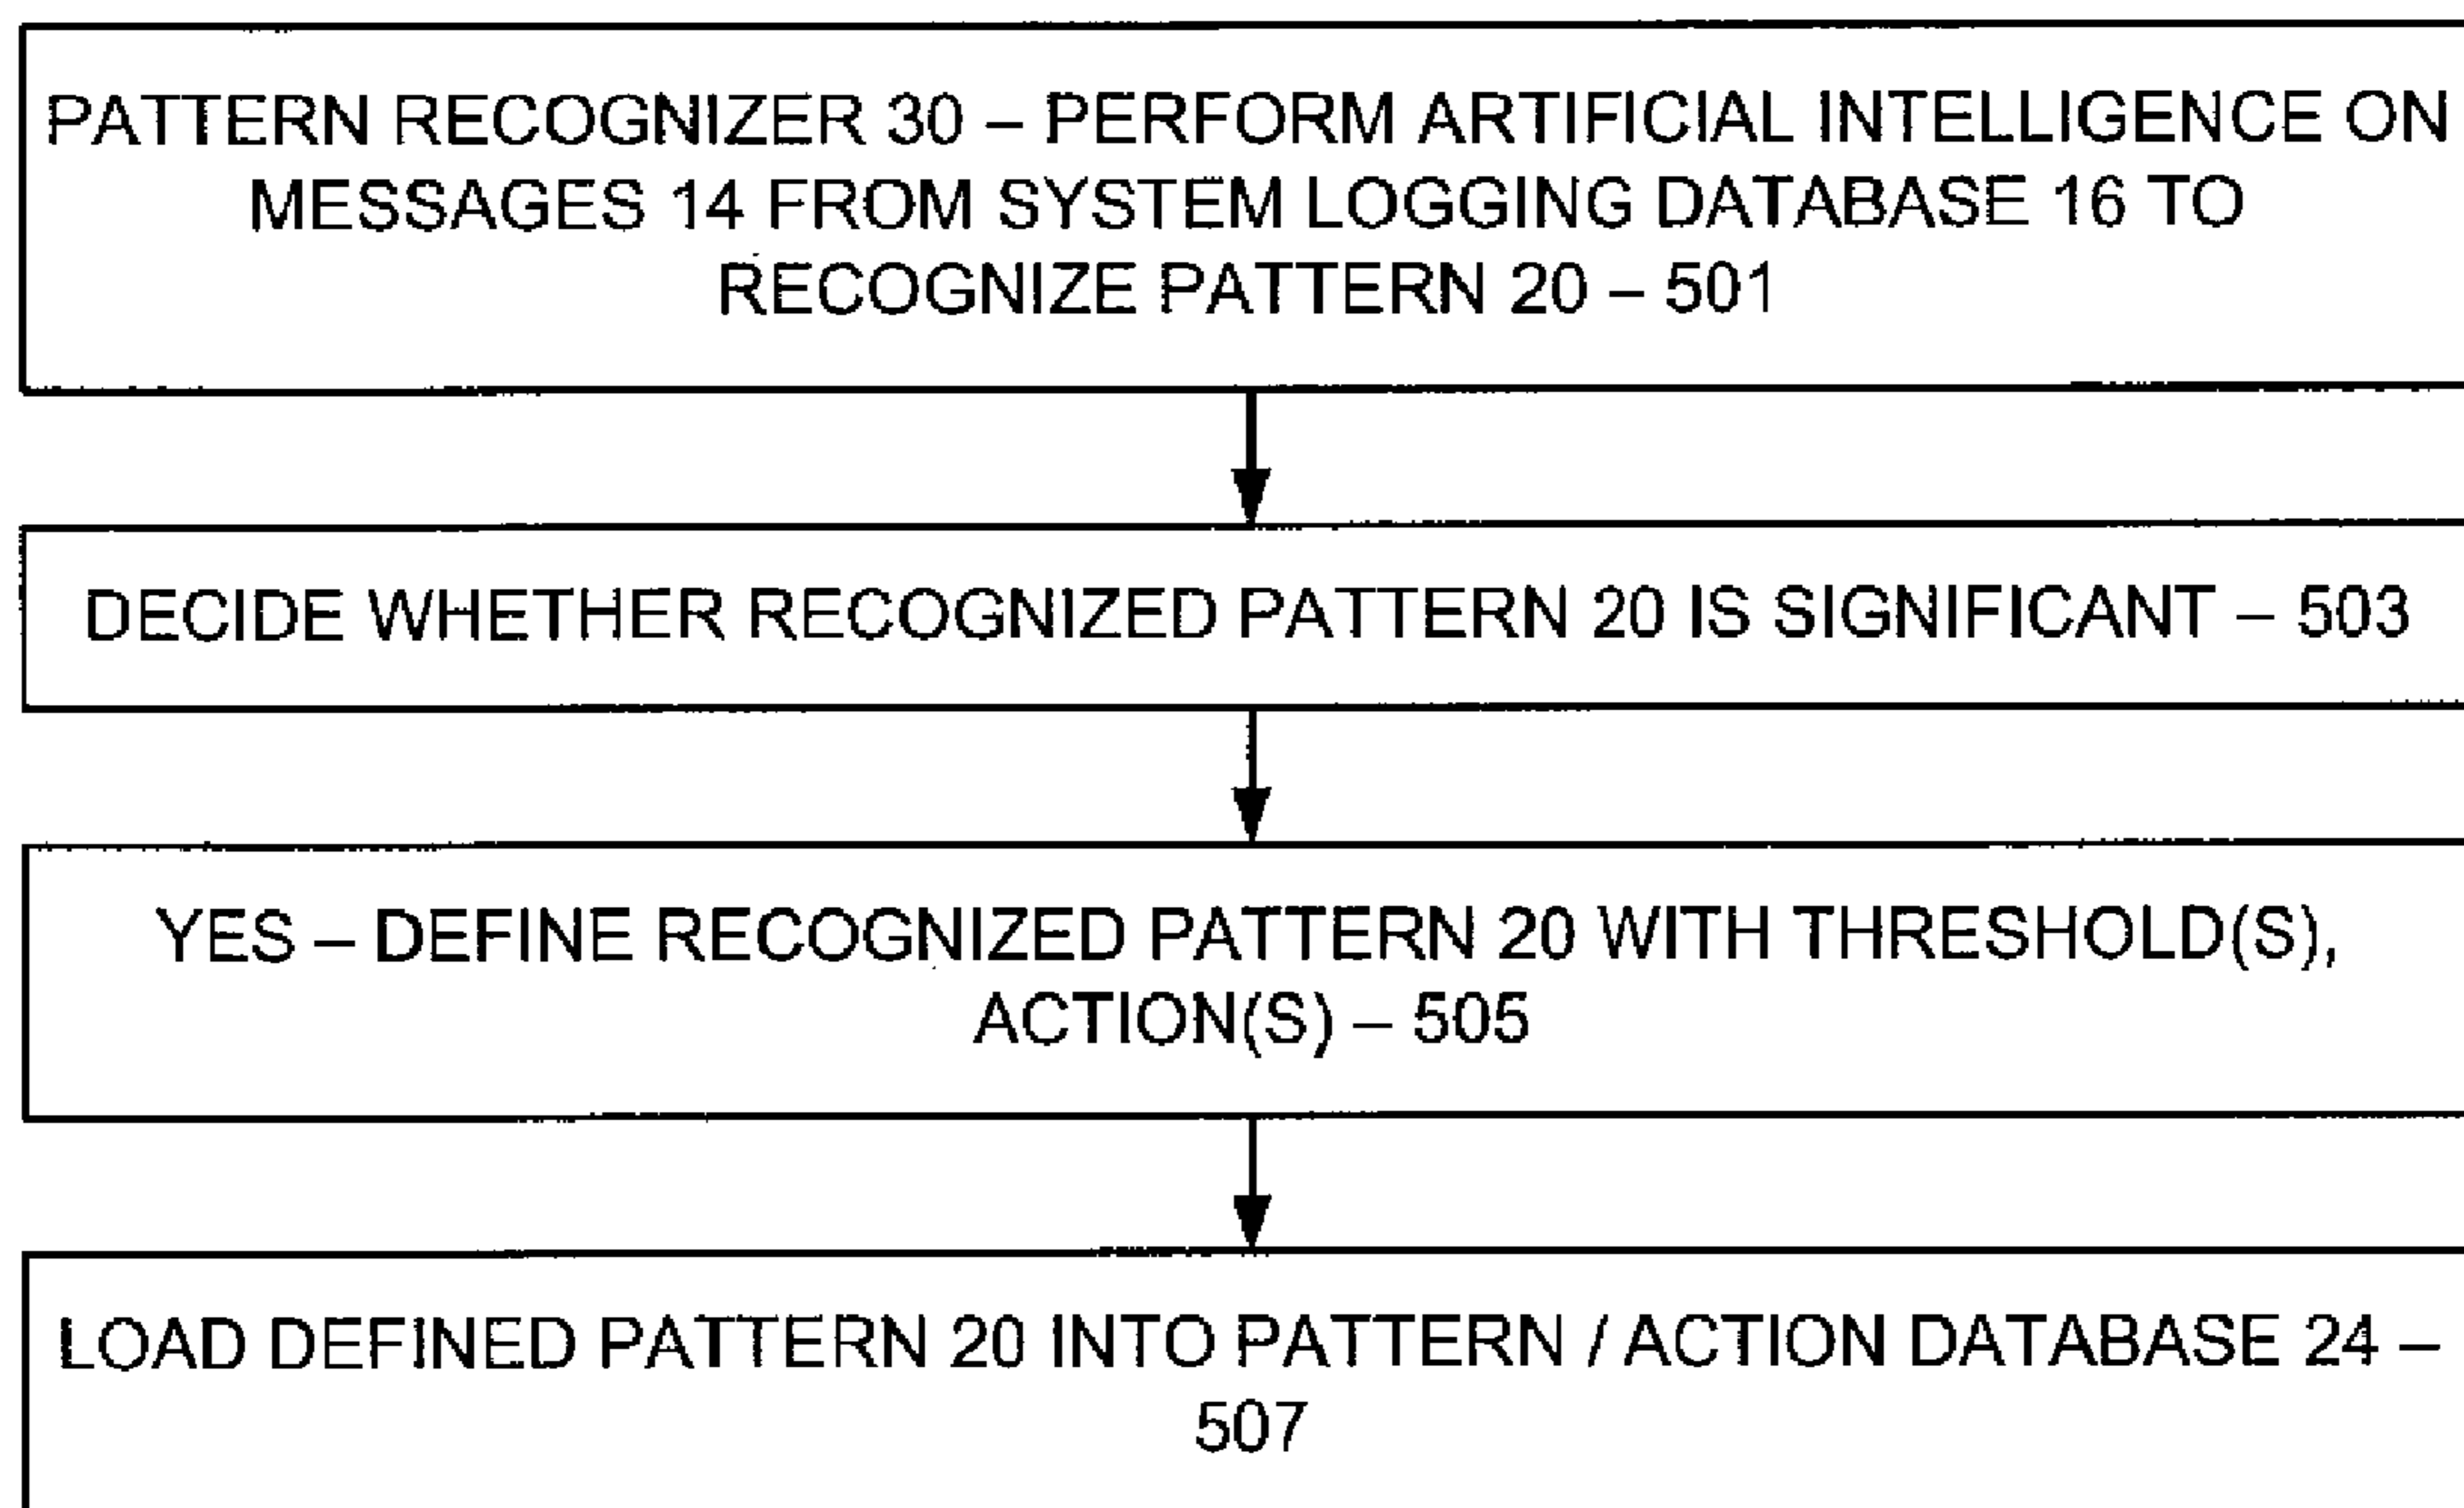 PATTERN RECOGNIZER 30 – PERFORM ARTIFICIAL INTELLIGENCE ON
MESSAGES 14 FROM SYSTEM LOGGING DATABASE 16 TO
RECOGNIZE PATTERN 20 – 501
DECIDE WHETHER RECOGNIZED PATTERN 20 IS SIGNIFICANT – 503
YES – DEFINE RECOGNIZED PATTERN 20 WITH THRESHOLD(S),
ACTION(S) – 505
LOAD DEFINED PATTERN 20 INTO PATTERN / ACTION DATABASE 24 –
507